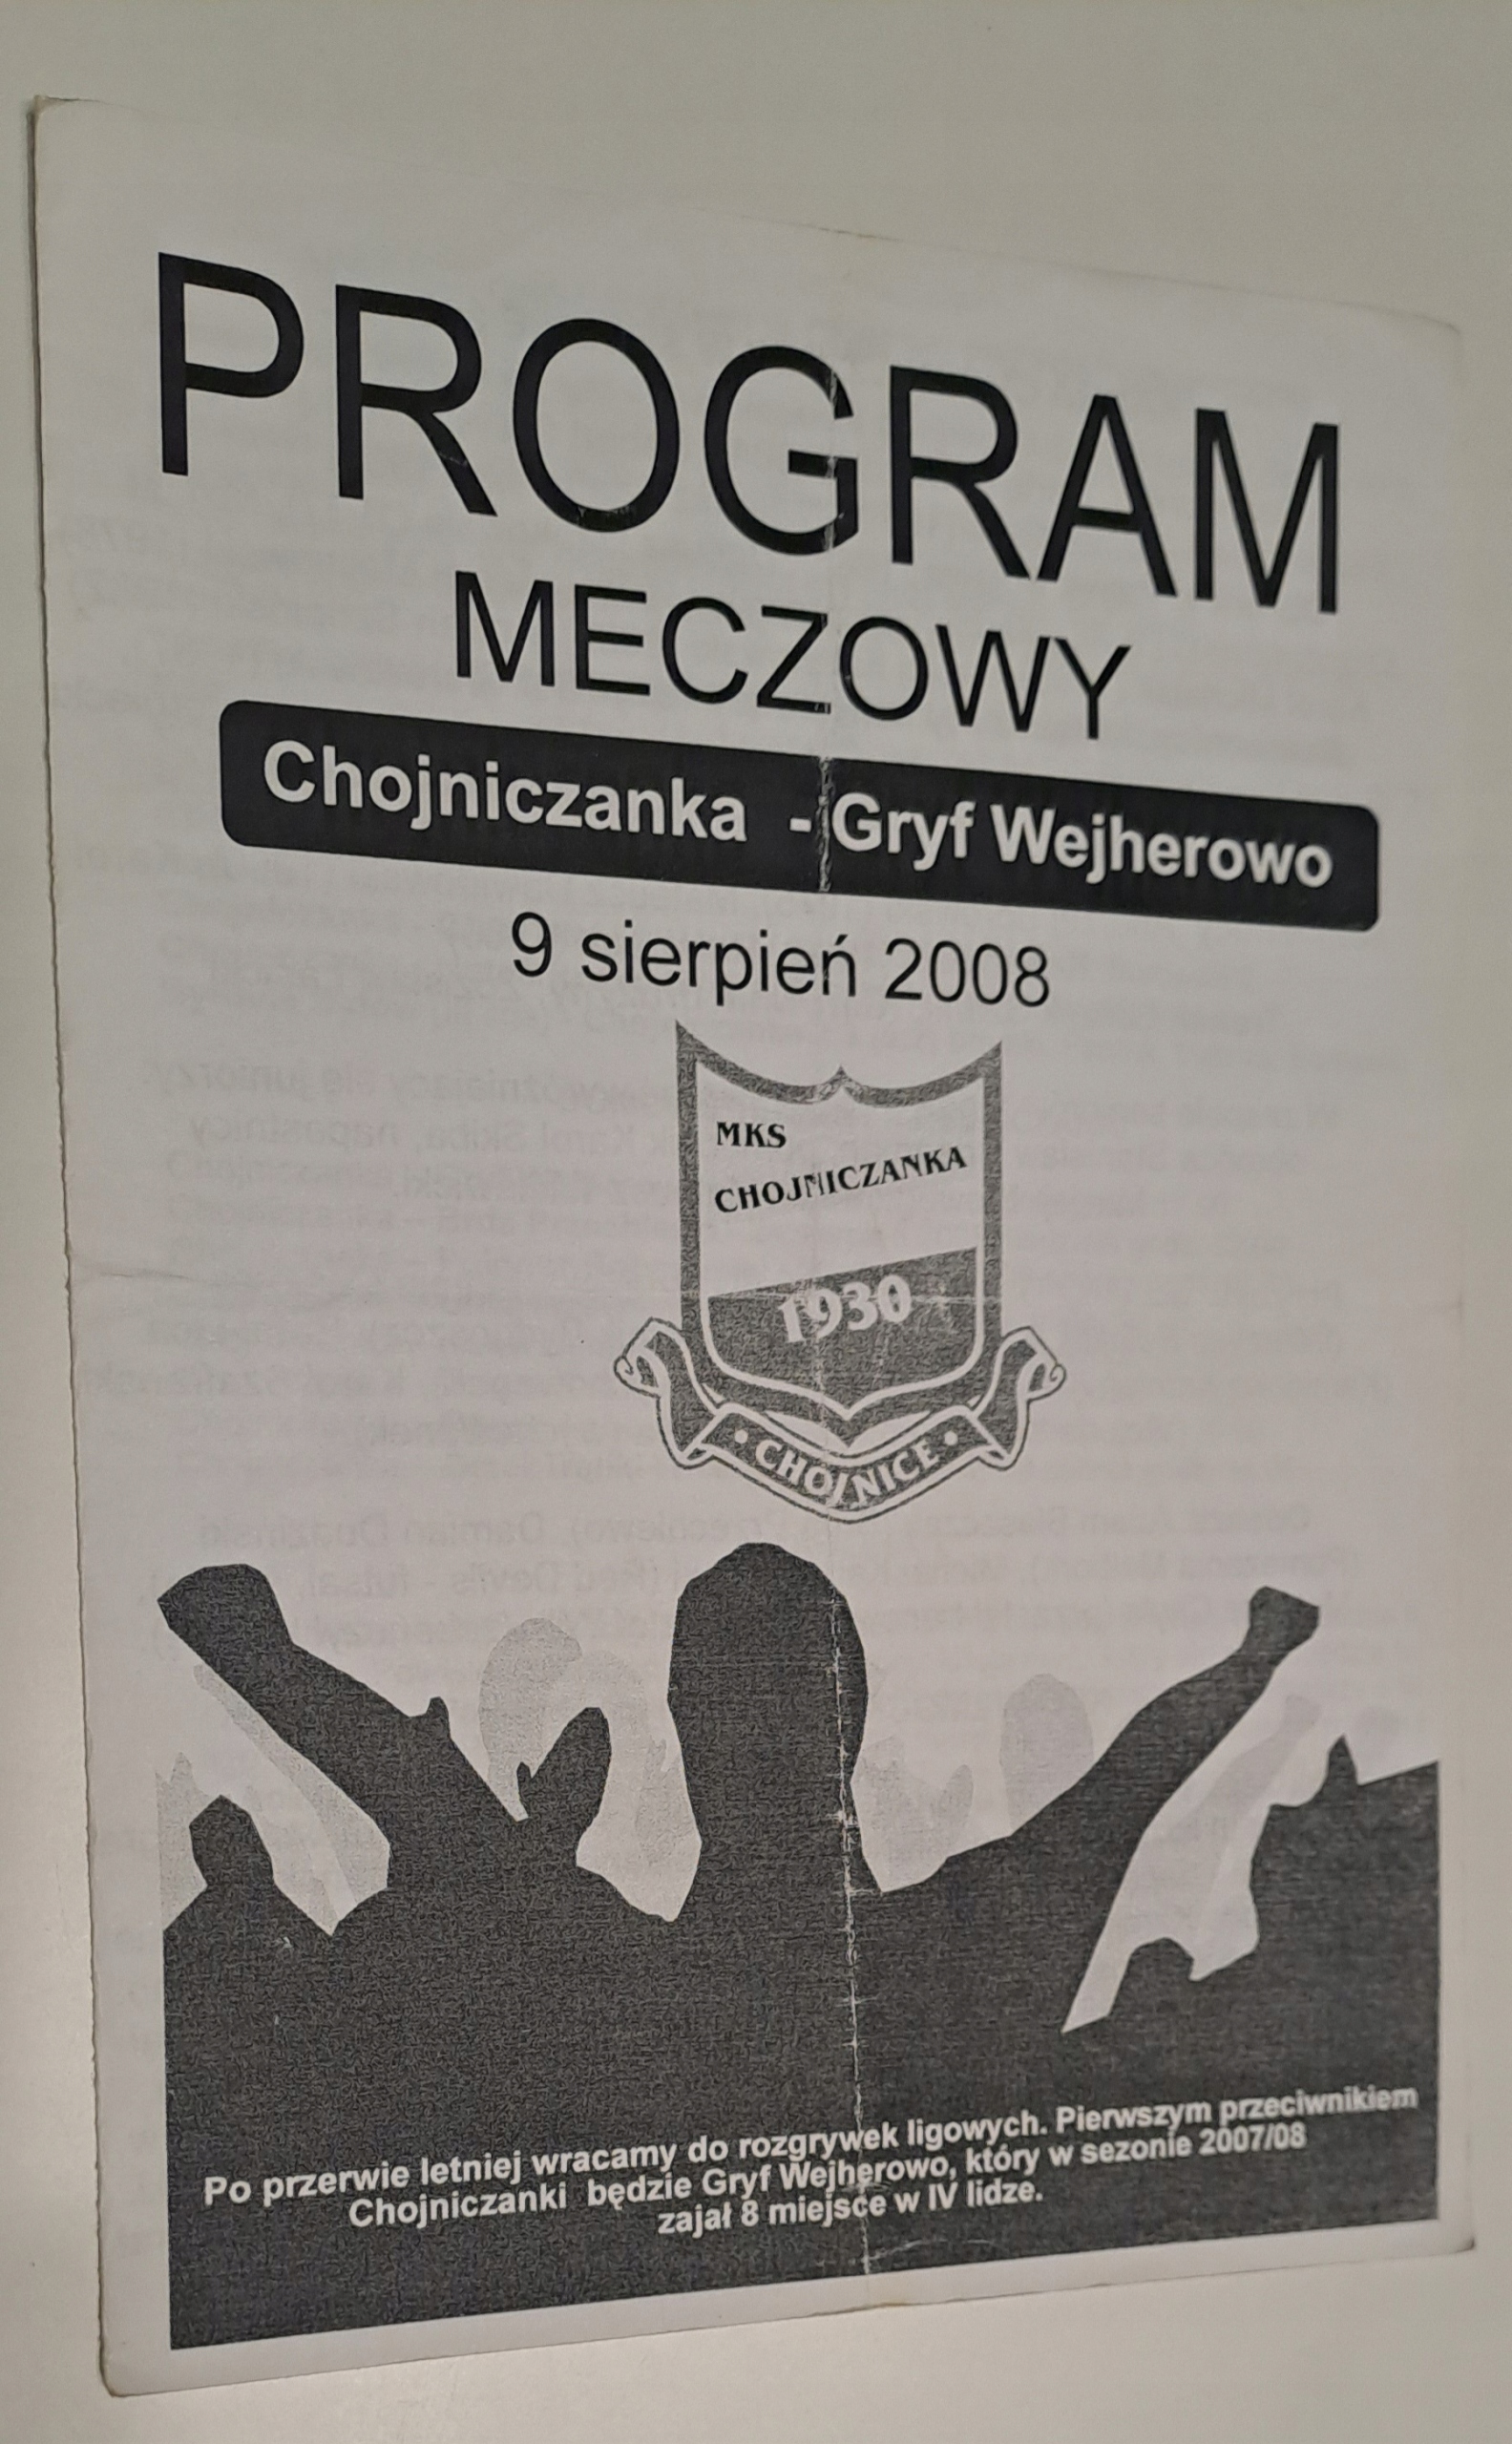 PROGRAM
MECZOWY
Chojniczanka - Gryf Wejherowo
9 sierpień 2008
MKS
CHOJNICZANKA
1930
• CHOJNICE •
Po przerwie letniej wracamy do rozgrywek ligowych. Pierwszym przeciwnikiem
Chojniczanki będzie Gryf Wejherowo, który w sezonie 2007/08
zajął 8 miejsce w IV lidze.